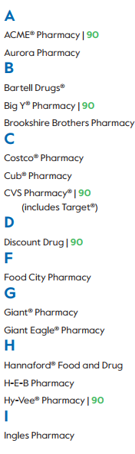 A
ACME® Pharmacy | 90
Aurora Pharmacy
B
Bartell Drugs®
Big Y® Pharmacy | 90
Brookshire Brothers Pharmacy
C
Costco® Pharmacy
Cub® Pharmacy
CVS Pharmacy® | 90
(includes Target®)
D
Discount Drug | 90
F
Food City Pharmacy
G
Giant® Pharmacy
Giant Eagle® Pharmacy
H
Hannaford® Food and Drug
H-E-B Pharmacy
Hy-Vee® Pharmacy | 90
I
Ingles Pharmacy